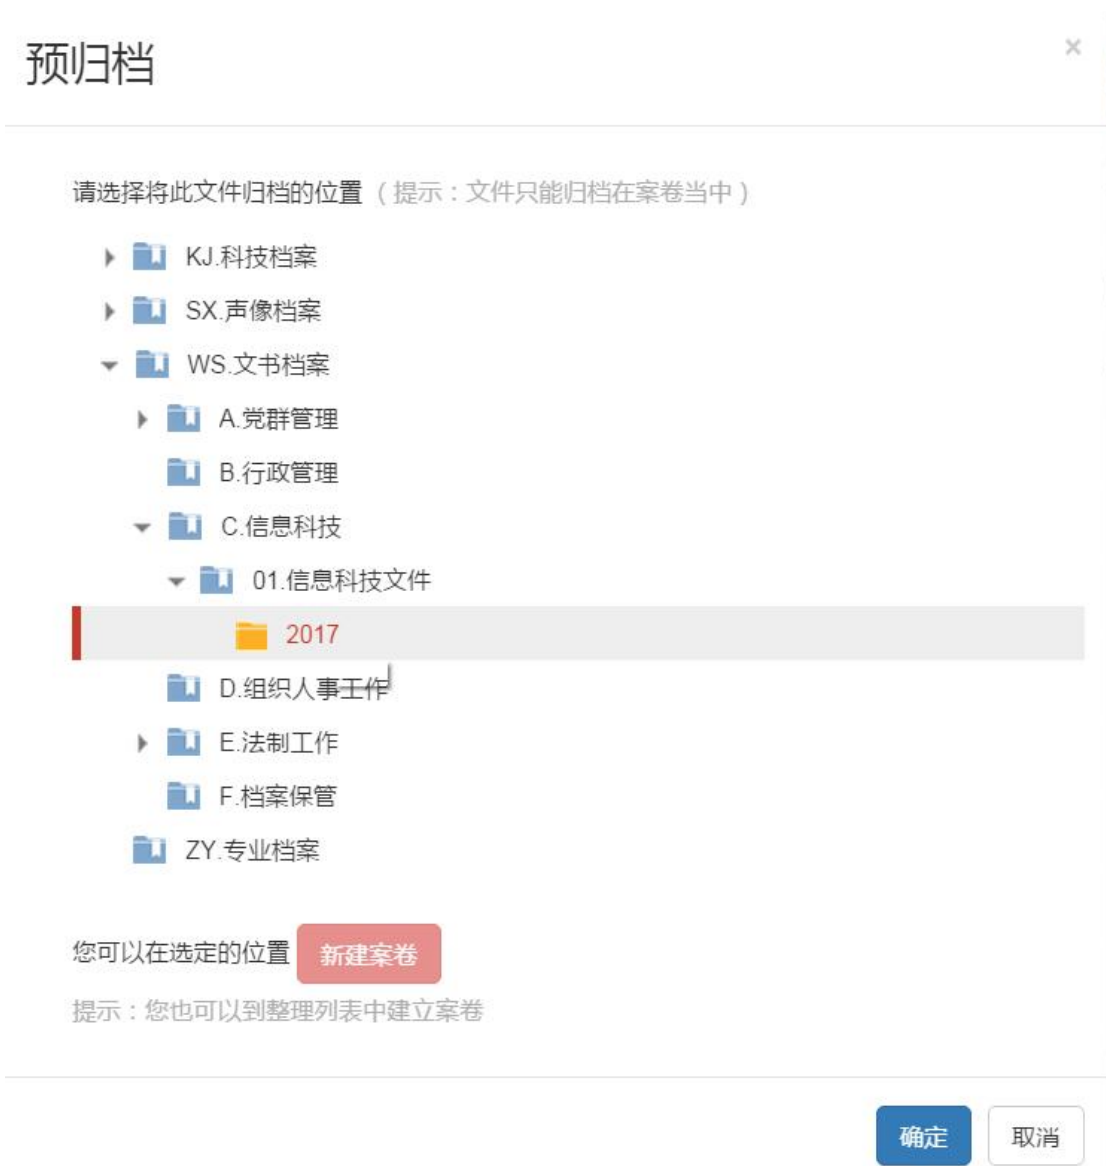 预归档
×
请选择将此文件归档的位置（提示：文件只能归档在案卷当中）
KJ.科技档案
SX.声像档案
WS.文书档案
A.党群管理
B.行政管理
C.信息科技
01.信息科技文件
2017
D.组织人事工作
E.法制工作
F.档案保管
ZY.专业档案
您可以在选定的位置 新建案卷
提示：您也可以到整理列表中建立案卷
确定 取消